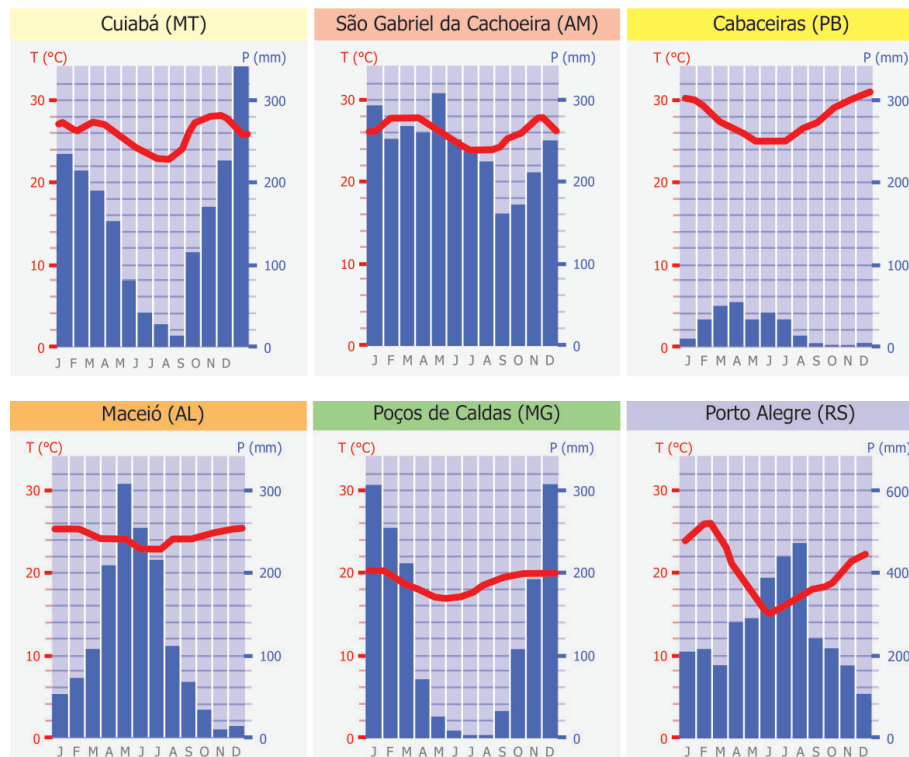 Cuiabá (MT)
T (°C) P (mm)
30 300
20 200
10 100
0 0
J F M A M J J A S O N D
São Gabriel da Cachoeira (AM)
T (°C) P (mm)
30 300
20 200
10 100
0 0
J F M A M J J A S O N D
Cabaceiras (PB)
T (°C) P (mm)
30 300
20 200
10 100
0 0
J F M A M J J A S O N D
Maceió (AL)
T (°C) P (mm)
30 300
20 200
10 100
0 0
J F M A M J J A S O N D
Poços de Caldas (MG)
T (°C) P (mm)
30 300
20 200
10 100
0 0
J F M A M J J A S O N D
Porto Alegre (RS)
T (°C) P (mm)
30 600
20 400
10 200
0 0
J F M A M J J A S O N D